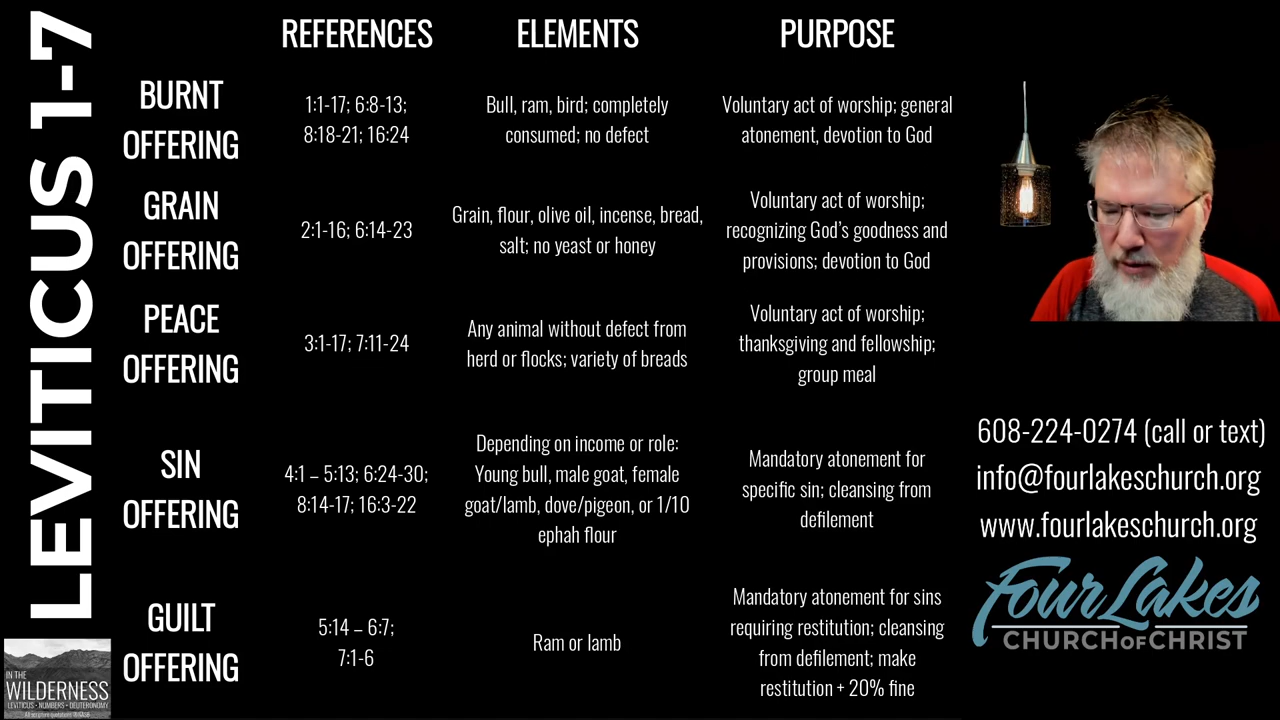 LEVITICUS 1-7
REFERENCES
ELEMENTS
PURPOSE
BURNT
OFFERING
1:1-17; 6:8-13;
8:18-21; 16:24
Bull, ram, bird; completely
consumed; no defect
Voluntary act of worship; general
atonement, devotion to God
GRAIN
OFFERING
2:1-16; 6:14-23
Grain, flour, olive oil, incense, bread,
salt; no yeast or honey
Voluntary act of worship;
recognizing God's goodness and
provisions; devotion to God
PEACE
OFFERING
3:1-17; 7:11-24
Any animal without defect from
herd or flocks; variety of breads
Voluntary act of worship;
thanksgiving and fellowship;
group meal
SIN
OFFERING
4:1 – 5:13; 6:24-30;
8:14-17; 16:3-22
Depending on income or role:
Young bull, male goat, female
goat/lamb, dove/pigeon, or 1/10
ephah flour
Mandatory atonement for
specific sin; cleansing from
defilement
GUILT
OFFERING
5:14 – 6:7;
7:1-6
Ram or lamb
Mandatory atonement for sins
requiring restitution; cleansing
from defilement; make
restitution + 20% fine
608-224-0274 (call or text)
info@fourlakeschurch.org
www.fourlakeschurch.org
Four Lakes
CHURCH OF CHRIST
IN THE
WILDERNESS
LEVITICUS • NUMBERS • DEUTERONOMY